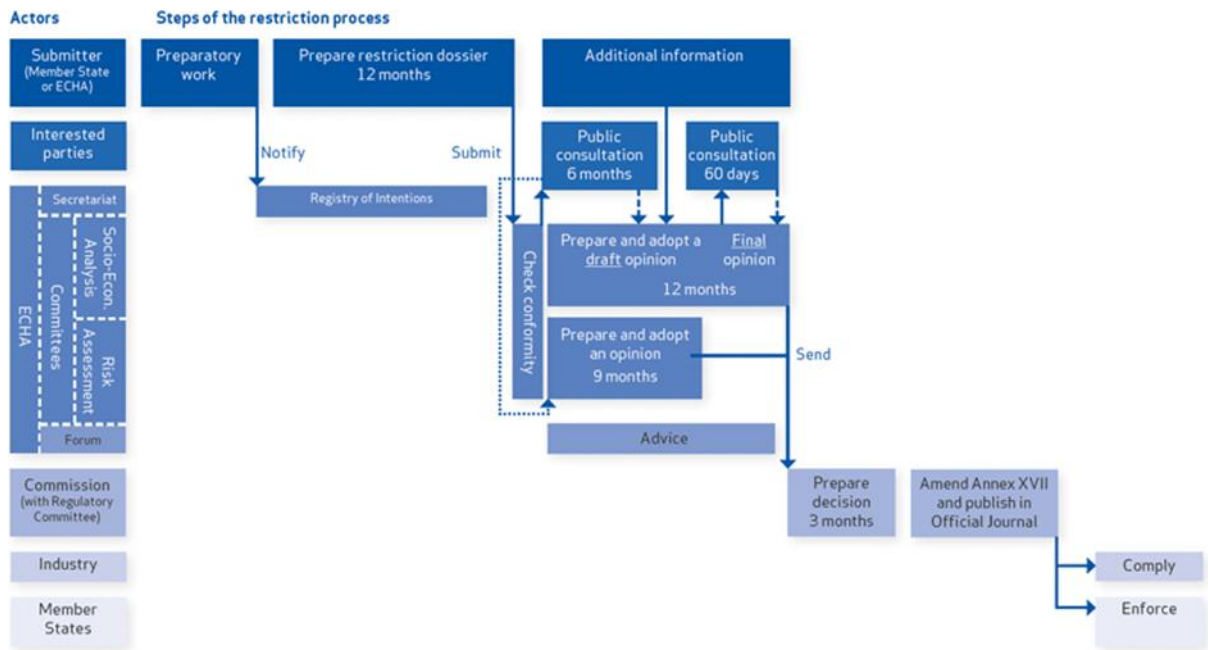 Actors
Steps of the restriction process
Submitter
(Member State
or ECHA)
Preparatory
work
Prepare restriction dossier
12 months
Additional information
Interested
parties
Notify
Submit
Public
consultation
6 months
Public
consultation
60 days
ECHA
Secretariat
Registry of Intentions
Committees
Socio-Econ.
Analysis
Risk
Assessment
Forum
Check conformity
Prepare and adopt a
draft opinion
Final
opinion
12 months
Prepare and adopt
an opinion
9 months
Send
Advice
Commission
(with Regulatory
Committee)
Prepare
decision
3 months
Amend Annex XVII
and publish in
Official Journal
Industry
Comply
Member
States
Enforce